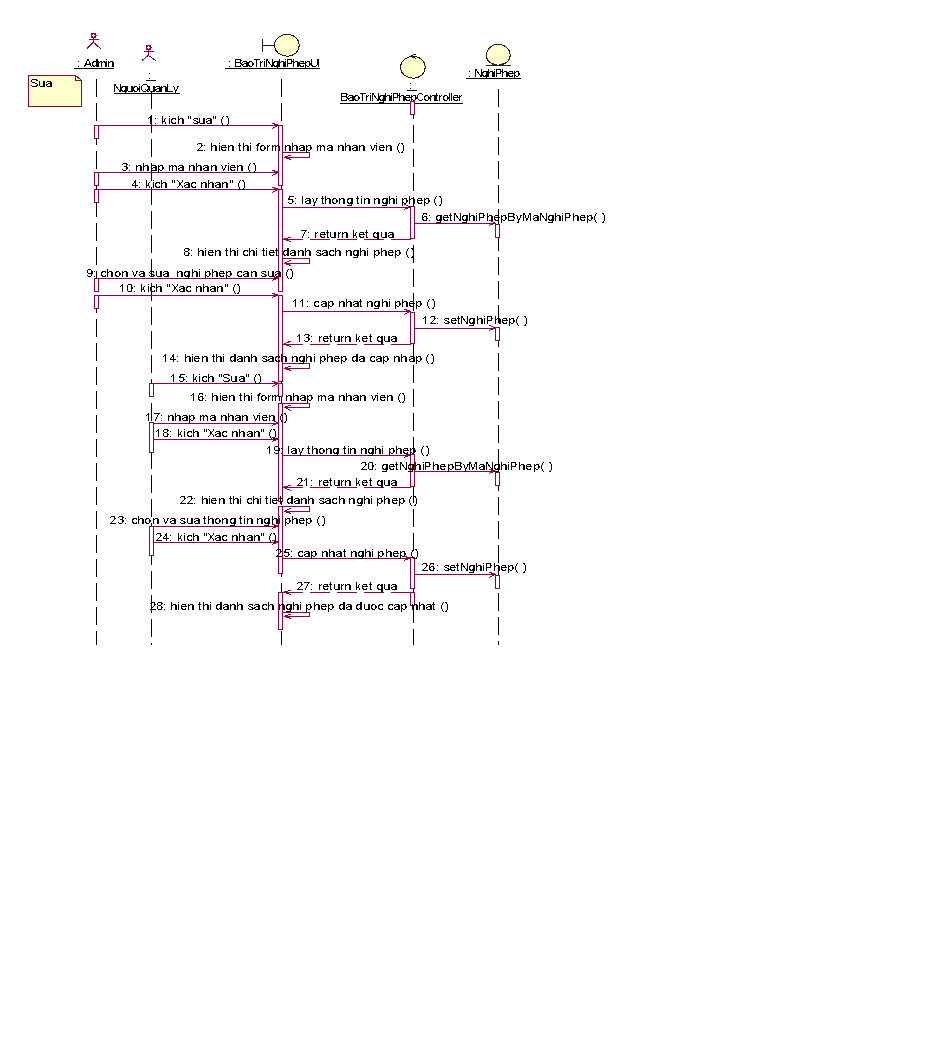 : Admin
: NguoiQuanLy
: BaoTriNghiPhepUI
: BaoTriNghiPhepController
: NghiPhep
Sua
1: kich "sua" ()
2: hien thi form nhap ma nhan vien ()
3: nhap ma nhan vien ()
4: kich "Xac nhan" ()
5: lay thong tin nghi phep ()
6: getNghiPhepByMaNghiPhep( )
7: return ket qua
8: hien thi chi tiet danh sach nghi phep ()
9: chon va sua nghi phep can sua ()
10: kich "Xac nhan" ()
11: cap nhat nghi phep ()
12: setNghiPhep( )
13: return ket qua
14: hien thi danh sach nghi phep da cap nhap ()
15: kich "Sua" ()
16: hien thi form nhap ma nhan vien ()
17: nhap ma nhan vien ()
18: kich "Xac nhan" ()
19: lay thong tin nghi phep ()
20: getNghiPhepByMaNghiPhep( )
21: return ket qua
22: hien thi chi tiet danh sach nghi phep ()
23: chon va sua thong tin nghi phep ()
24: kich "Xac nhan" ()
25: cap nhat nghi phep ()
26: setNghiPhep( )
27: return ket qua
28: hien thi danh sach nghi phep da duoc cap nhat ()